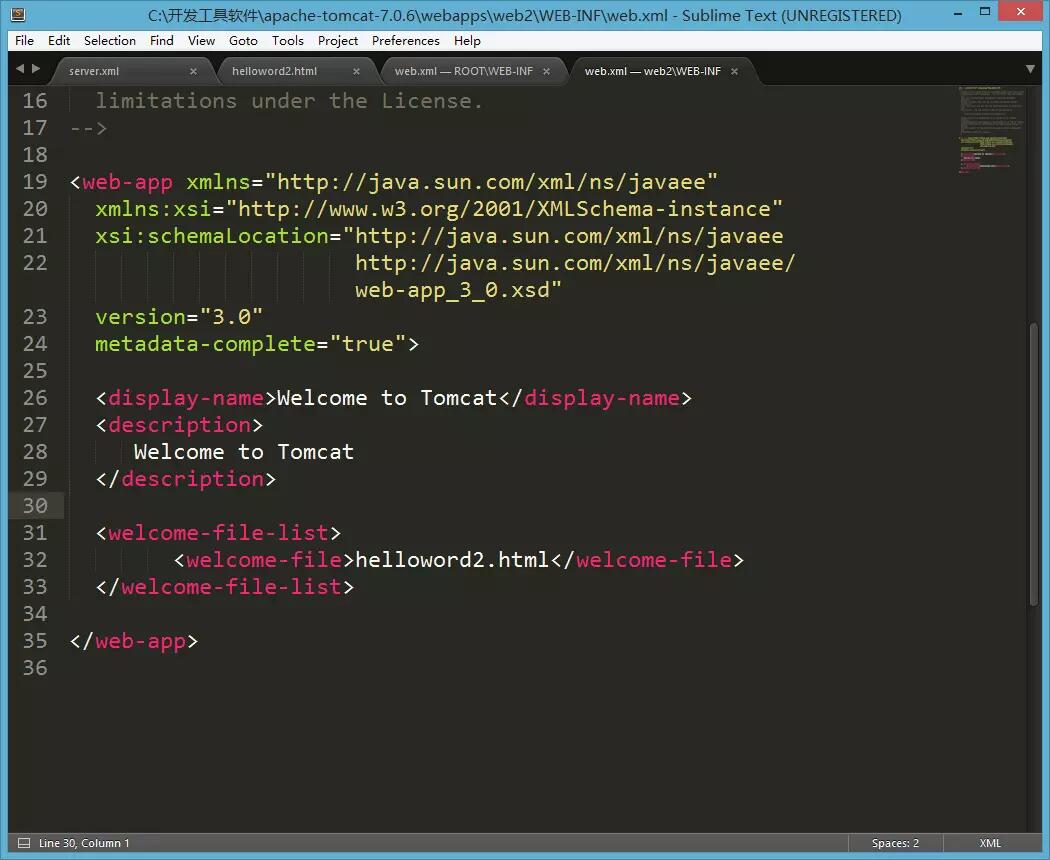 C:\开发工具软件\apache-tomcat-7.0.6\webapps\web2\WEB-INF\web.xml - Sublime Text (UNREGISTERED)
File Edit Selection Find View Goto Tools Project Preferences Help
server.xml × helloword2.html × web.xml — ROOT\WEB-INF × web.xml — web2\WEB-INF ×
16 limitations under the License.
17 -->
18
19 <web-app xmlns="http://java.sun.com/xml/ns/javaee"
20 xmlns:xsi="http://www.w3.org/2001/XMLSchema-instance"
21 xsi:schemaLocation="http://java.sun.com/xml/ns/javaee
22 http://java.sun.com/xml/ns/javaee/
web-app_3_0.xsd"
23 version="3.0"
24 metadata-complete="true">
25
26 <display-name>Welcome to Tomcat</display-name>
27 <description>
28 Welcome to Tomcat
29 </description>
30
31 <welcome-file-list>
32 <welcome-file>helloword2.html</welcome-file>
33 </welcome-file-list>
34
35 </web-app>
36
Line 30, Column 1 Spaces: 2 XML